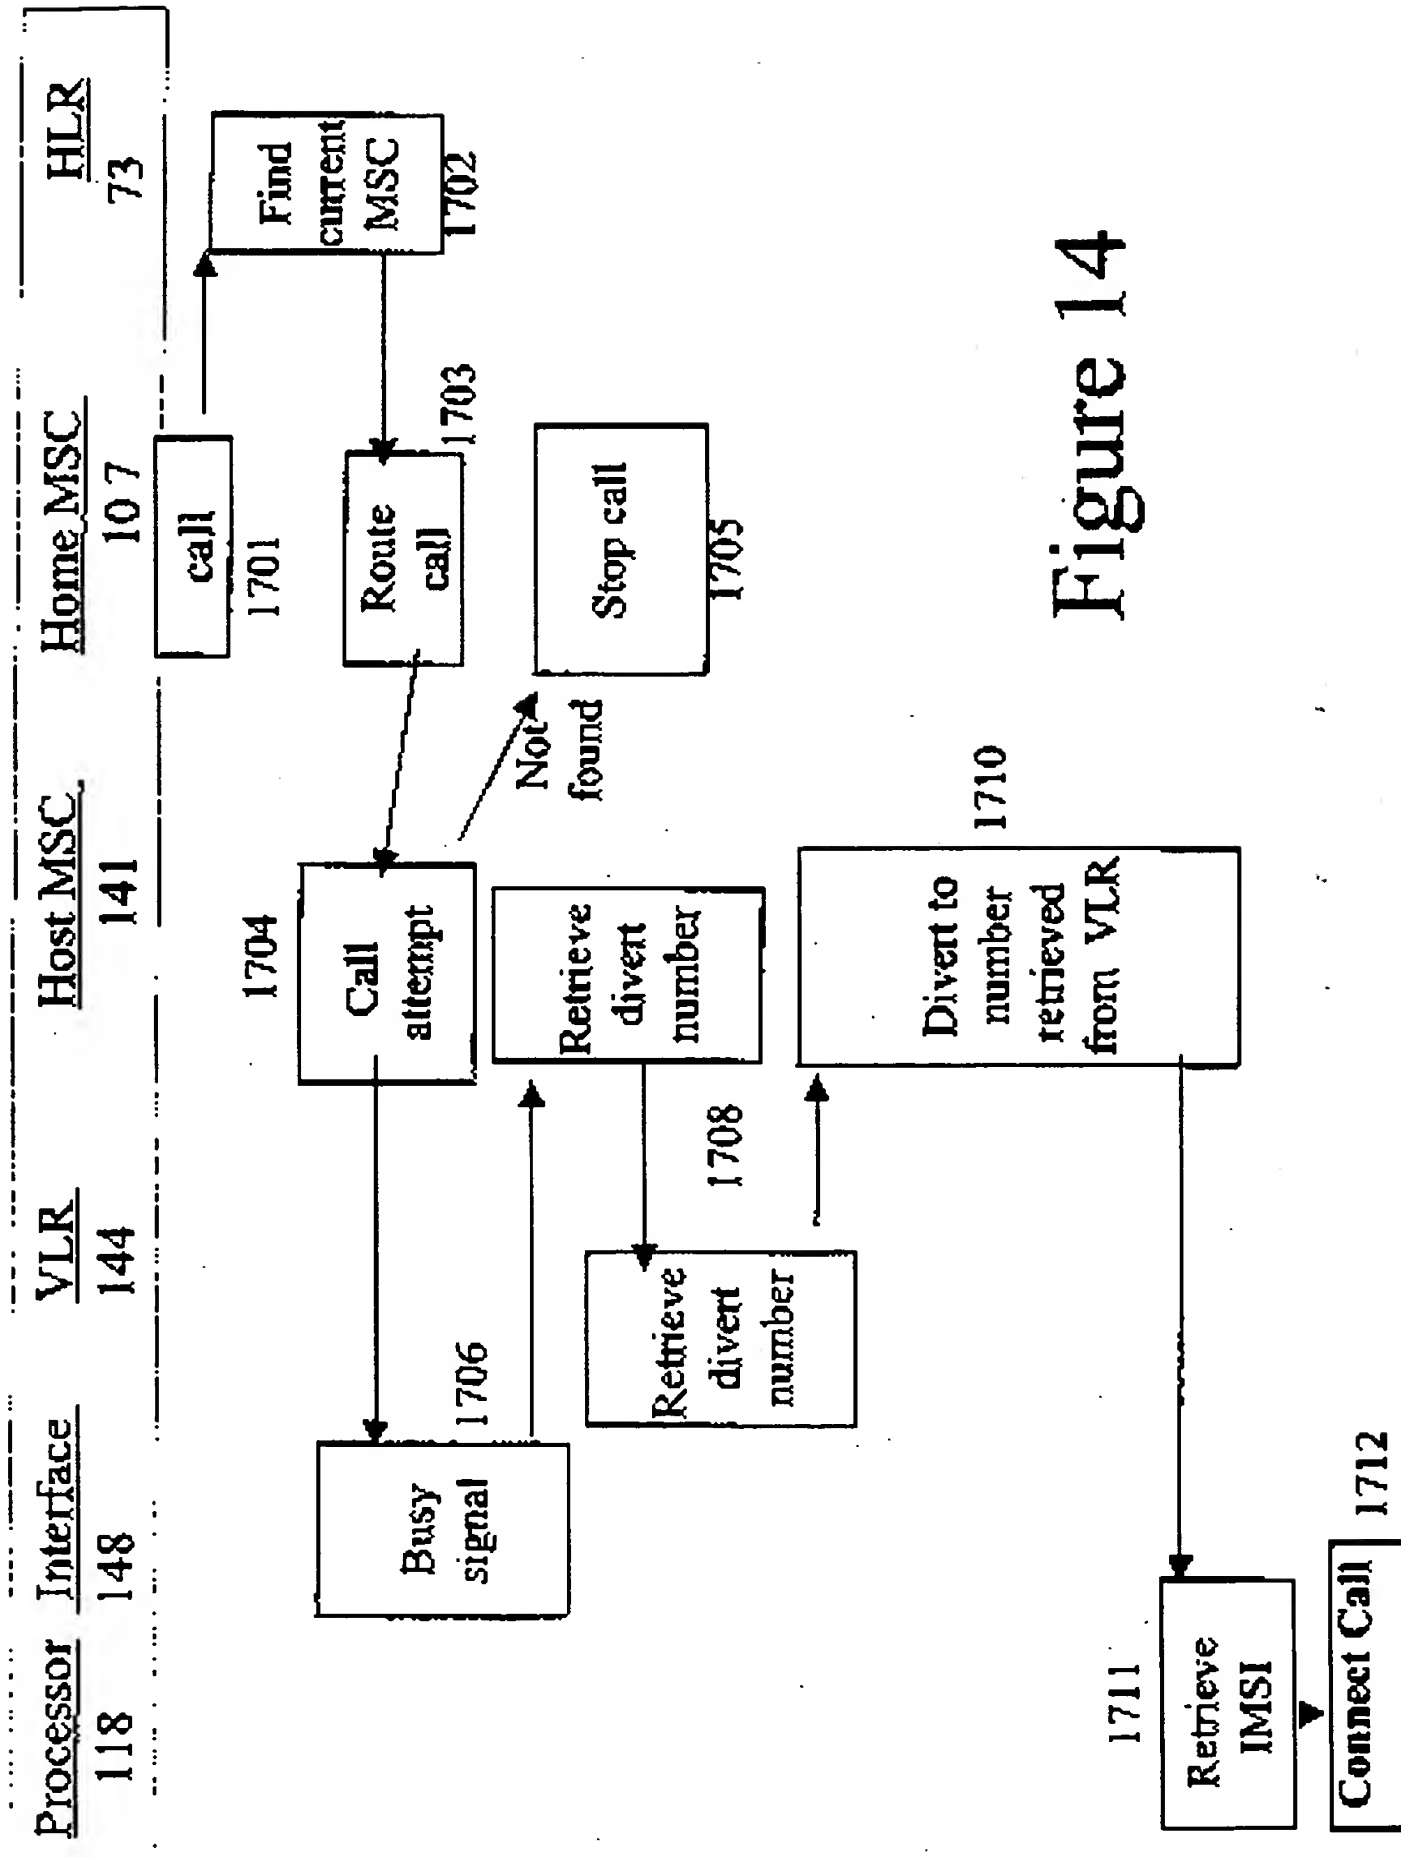 Processor Interface VLR Host MSC Home MSC HLR
118 148 144 141 10 7 73
call
1701
Find
current
MSC
1702
Route
call
1703
1704
Call
attempt
Not
found
Stop call
1705
Busy
signal
1706
Retrieve
divert
number
1708
Retrieve
divert
number
Divert to
number
retrieved
from VLR
1710
1711
Retrieve
IMSI
Connect Call
1712
Figure 14